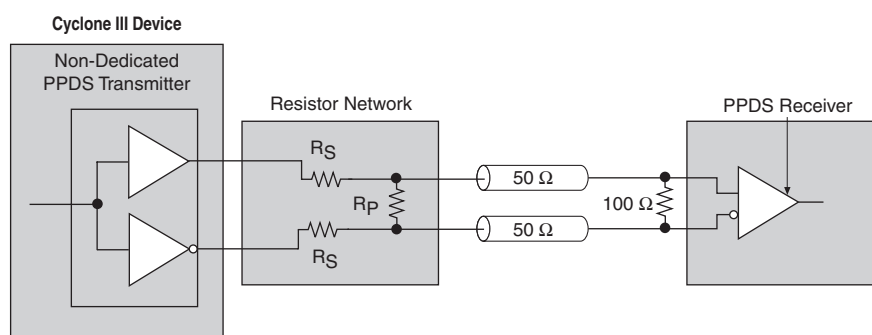 Cyclone III Device
Non-Dedicated
PPDS Transmitter
Resistor Network
PPDS Receiver
RS
50 Ω
RP
100 Ω
50 Ω
RS